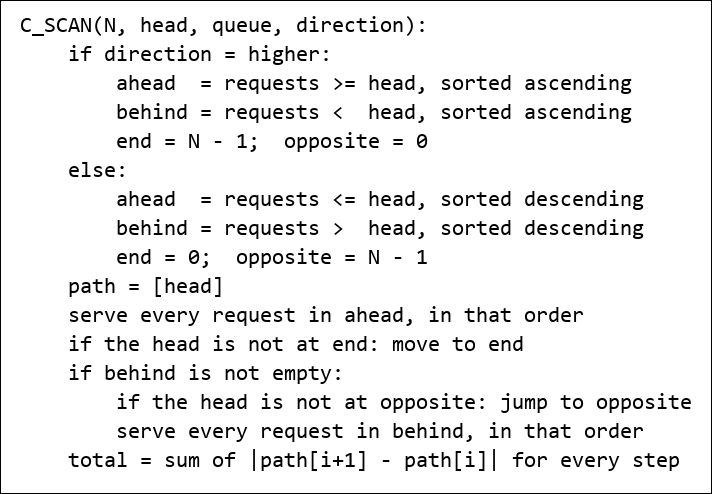 C_SCAN(N, head, queue, direction):
    if direction = higher:
        ahead  = requests >= head, sorted ascending
        behind = requests <  head, sorted ascending
        end = N - 1;  opposite = 0
    else:
        ahead  = requests <= head, sorted descending
        behind = requests >  head, sorted descending
        end = 0;  opposite = N - 1
    path = [head]
    serve every request in ahead, in that order
    if the head is not at end: move to end
    if behind is not empty:
        if the head is not at opposite: jump to opposite
        serve every request in behind, in that order
    total = sum of |path[i+1] - path[i]| for every step